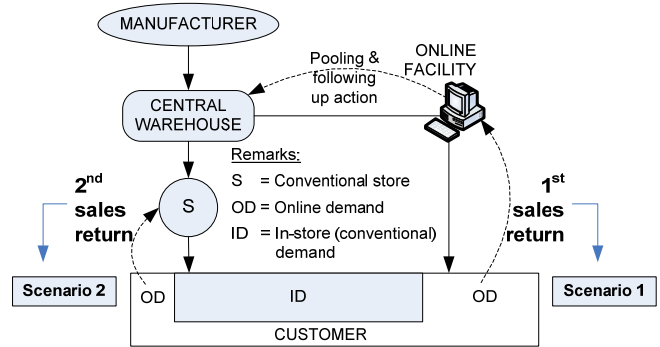 MANUFACTURER
ONLINE
FACILITY
Pooling &
following
up action
CENTRAL
WAREHOUSE
Remarks:
S = Conventional store
OD = Online demand
ID = In-store (conventional)
demand
2nd
sales
return
S
1st
sales
return
Scenario 2
Scenario 1
OD
ID
OD
CUSTOMER